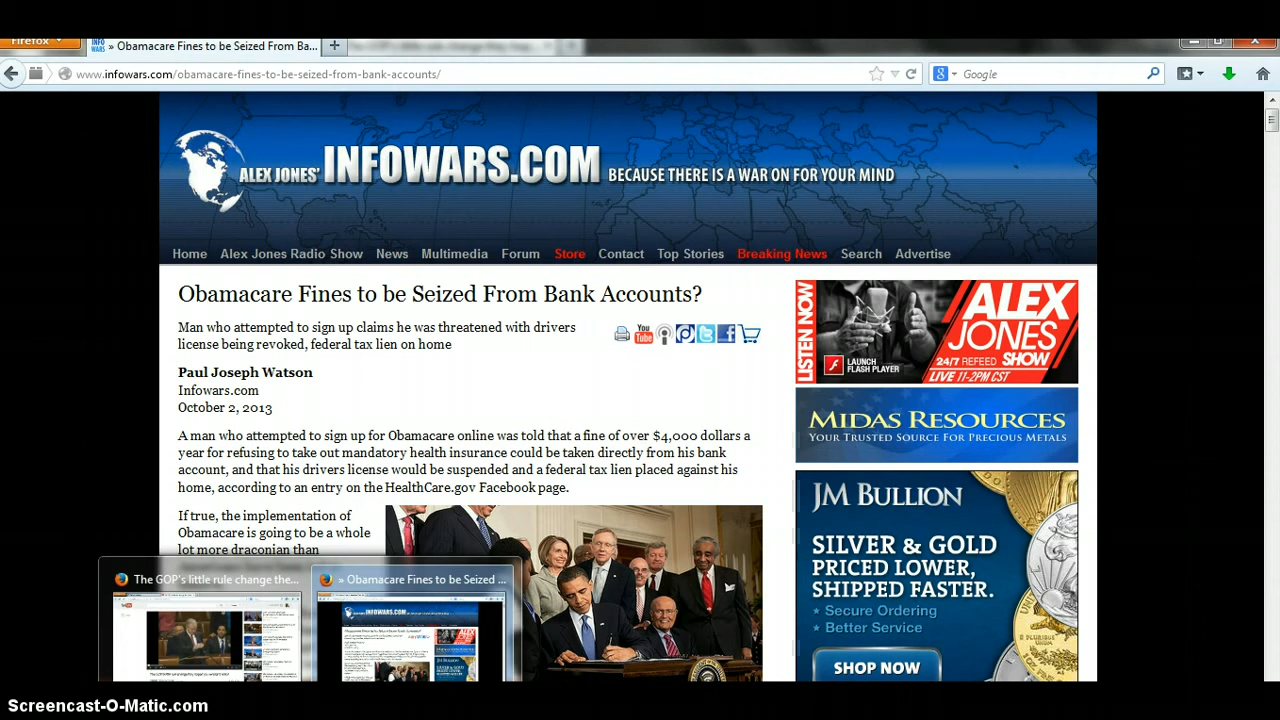 Firefox
» Obamacare Fines to be Seized From Ba...
www.infowars.com/obamacare-fines-to-be-seized-from-bank-accounts/
Google
ALEX JONES' INFOWARS.COM BECAUSE THERE IS A WAR ON FOR YOUR MIND
Home Alex Jones Radio Show News Multimedia Forum Store Contact Top Stories Breaking News Search Advertise
Obamacare Fines to be Seized From Bank Accounts?
Man who attempted to sign up claims he was threatened with drivers
license being revoked, federal tax lien on home
You
Tube
Paul Joseph Watson
Infowars.com
October 2, 2013
A man who attempted to sign up for Obamacare online was told that a fine of over $4,000 dollars a
year for refusing to take out mandatory health insurance could be taken directly from his bank
account, and that his drivers license would be suspended and a federal tax lien placed against his
home, according to an entry on the HealthCare.gov Facebook page.
If true, the implementation of
Obamacare is going to be a whole
lot more draconian than
LISTEN NOW
ALEX
JONES
24/7 REFEED SHOW
LAUNCH
FLASH PLAYER
LIVE 11-2PM CST
MIDAS RESOURCES
YOUR TRUSTED SOURCE FOR PRECIOUS METALS
JM BULLION
SILVER & GOLD
PRICED LOWER,
SHIPPED FASTER.
Secure Ordering
Better Service
SHOP NOW
The GOP's little rule change the...
» Obamacare Fines to be Seized ...
INFOWARS.COM
Screencast-O-Matic.com